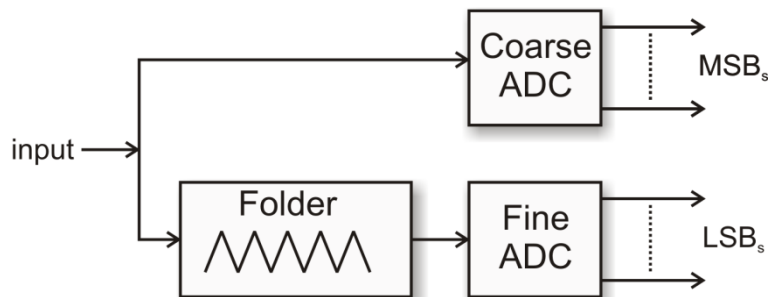 Coarse
ADC
MSBs
input
Folder
Fine
ADC
LSBs